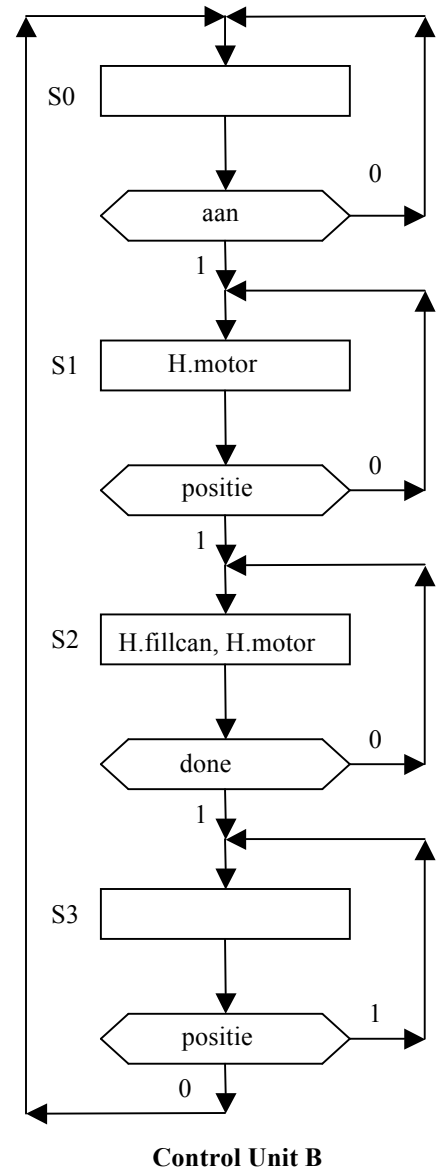 S0
0
aan
1
S1
H.motor
0
positie
1
S2
H.fillcan, H.motor
0
done
1
S3
1
positie
0
Control Unit B